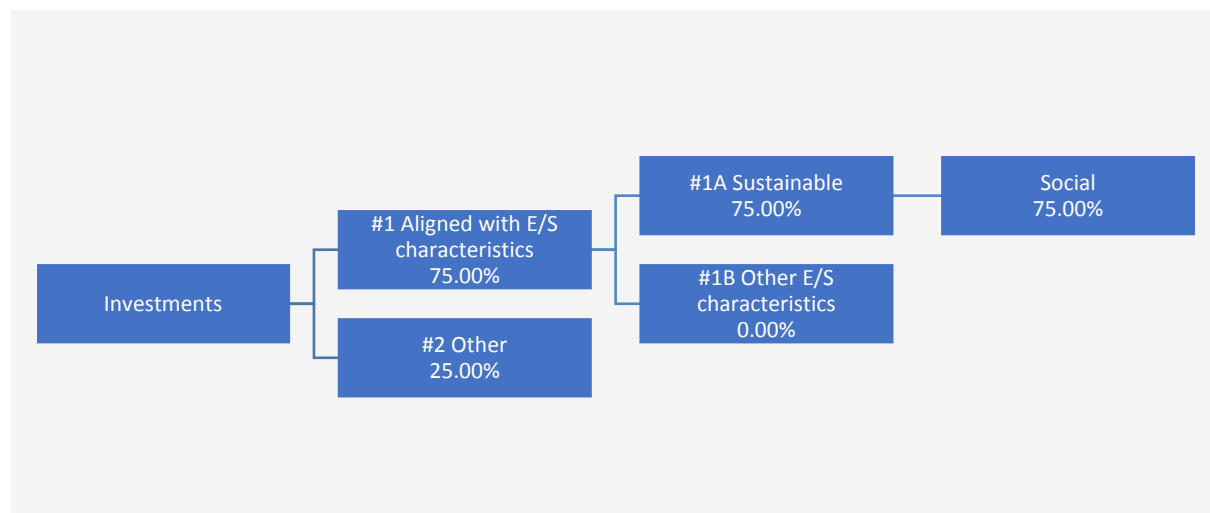 Investments
#1 Aligned with E/S
characteristics
75.00%
#2 Other
25.00%
#1A Sustainable
75.00%
#1B Other E/S
characteristics
0.00%
Social
75.00%